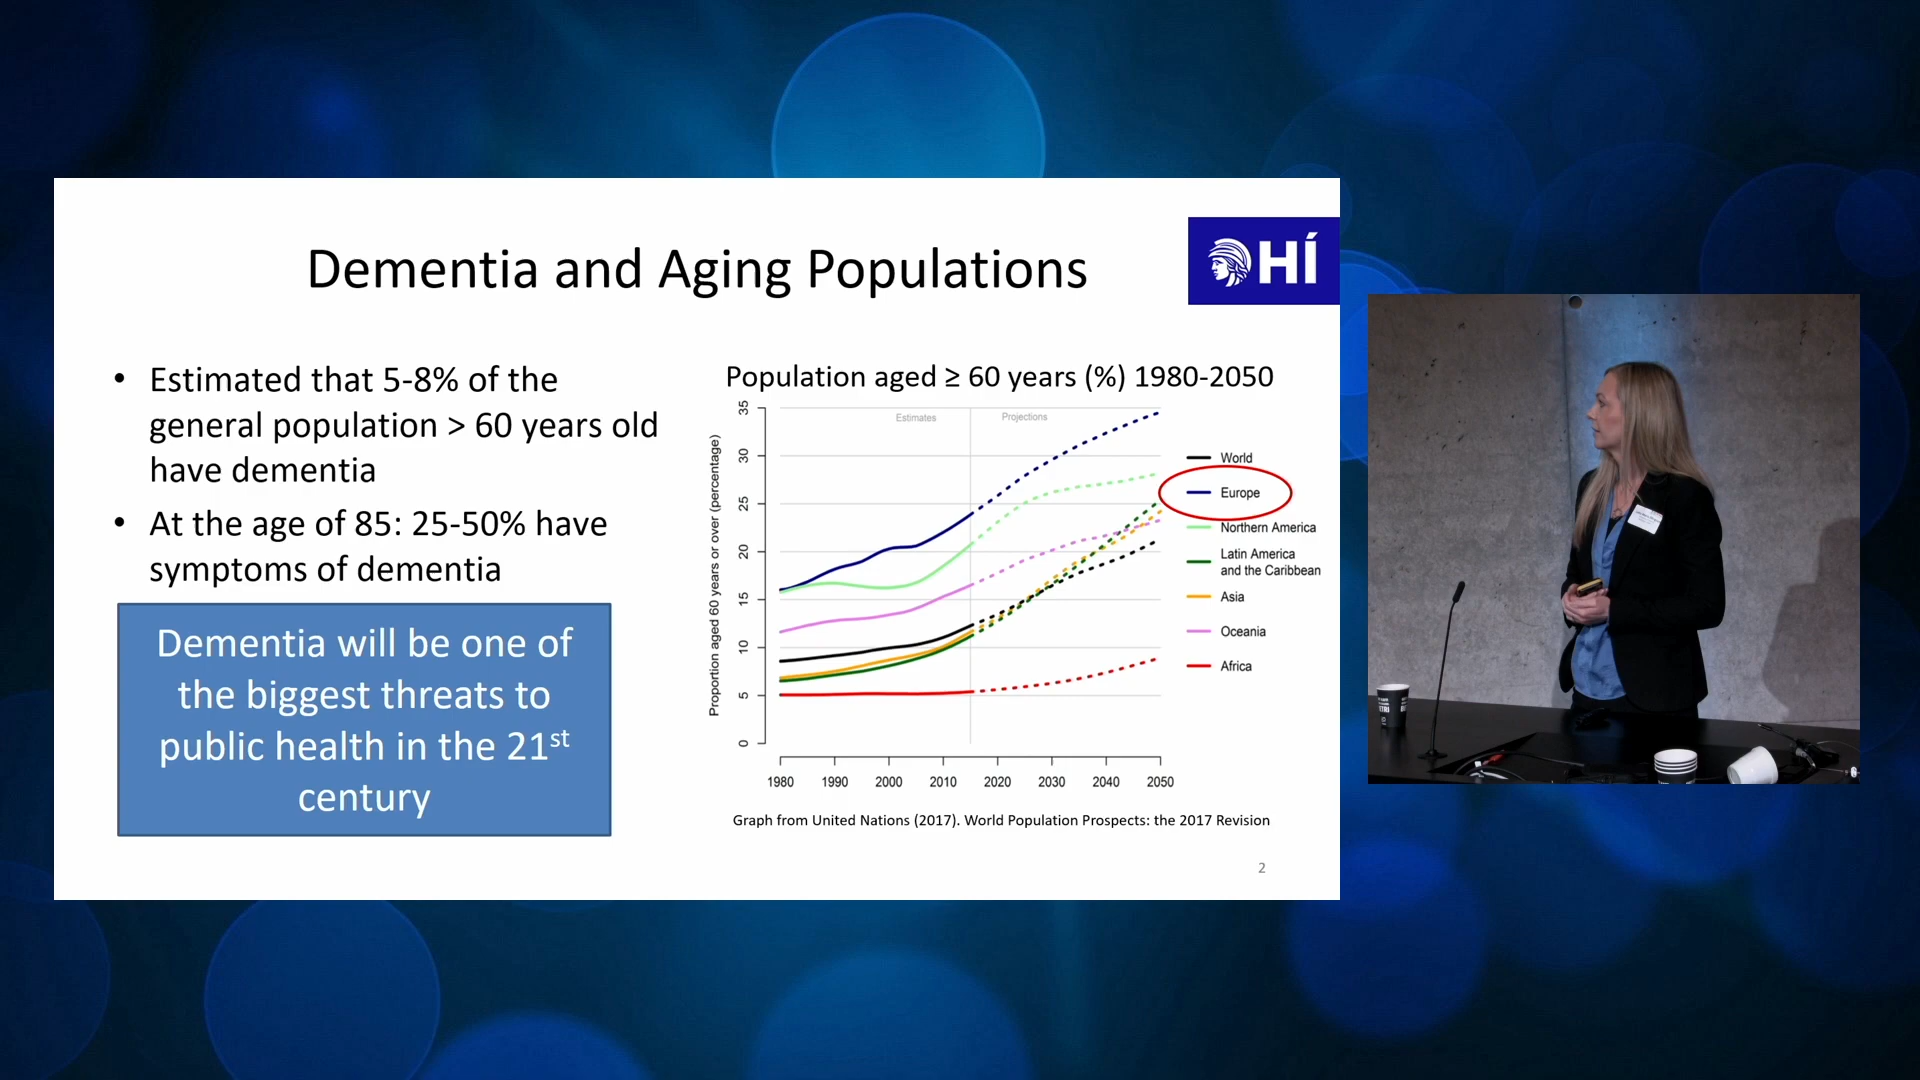 Dementia and Aging Populations
HÍ
• Estimated that 5-8% of the
general population > 60 years old
have dementia
• At the age of 85: 25-50% have
symptoms of dementia
Dementia will be one of
the biggest threats to
public health in the 21st
century
Population aged ≥ 60 years (%) 1980-2050
Proportion aged 60 years or over (percentage)
35
30
25
20
15
10
5
0
Estimates
Projections
1980 1990 2000 2010 2020 2030 2040 2050
World
Europe
Northern America
Latin America
and the Caribbean
Asia
Oceania
Africa
Graph from United Nations (2017). World Population Prospects: the 2017 Revision
2